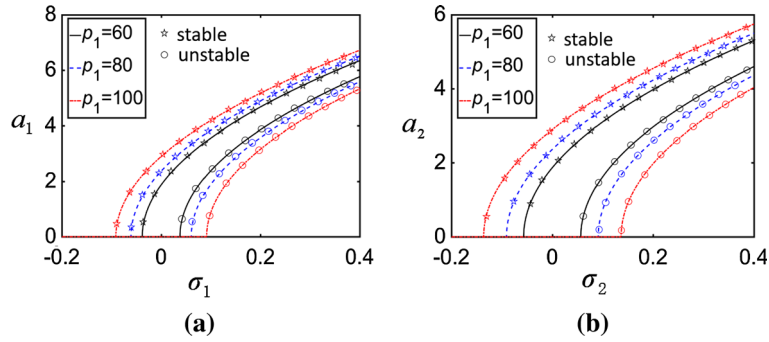 8
6
4
2
0
a₁
p₁=60
p₁=80
p₁=100
stable
unstable
-0.2
0
0.2
0.4
σ₁
(a)
6
4
2
0
a₂
p₁=60
p₁=80
p₁=100
stable
unstable
-0.2
0
0.2
0.4
σ₂
(b)